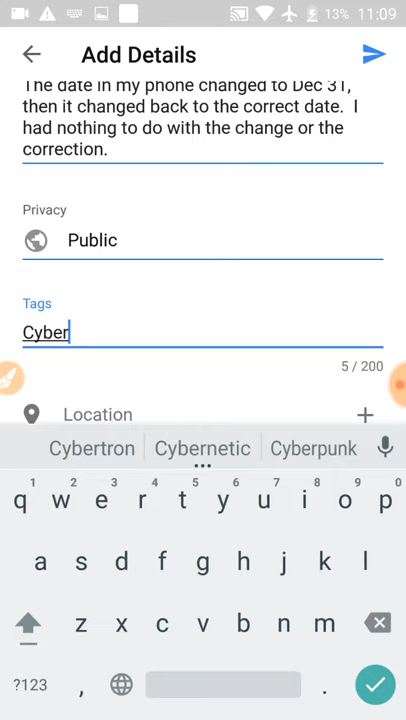 13% 11:09
Add Details
The date in my phone changed to Dec 31,
then it changed back to the correct date.  I
had nothing to do with the change or the
correction.
Privacy
Public
Tags
Cyber
5 / 200
Location
Cybertron Cybernetic Cyberpunk
1 2 3 4 5 6 7 8 9 0
q w e r t y u i o p
a s d f g h j k l
z x c v b n m
?123 , .